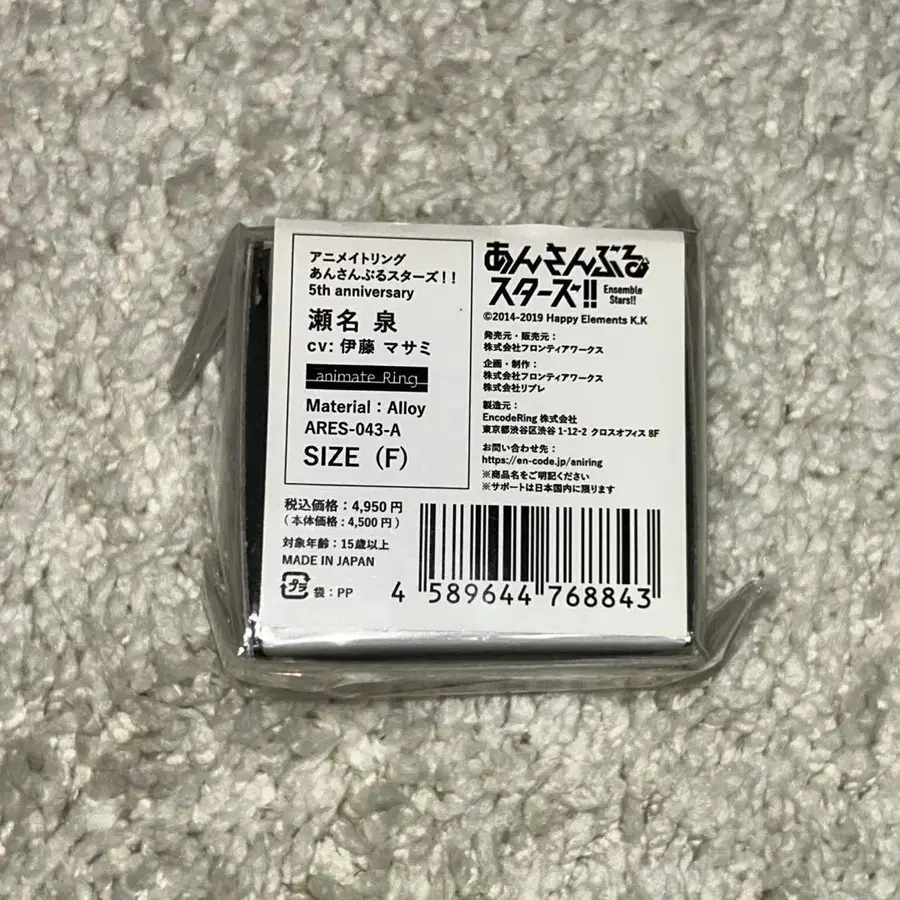 アニメイトリング
あんさんぶるスターズ！！
5th anniversary
瀬名 泉
cv: 伊藤 マサミ
animate Ring
Material：Alloy
ARES-043-A
SIZE（F）
税込価格：4,950 円
（本体価格：4,500 円）
対象年齢：15歳以上
MADE IN JAPAN
プラ 袋：PP
あんさんぶる
スターズ!!
Ensemble
Stars!!
©2014-2019 Happy Elements K.K
発売元・販売元：
株式会社フロンティアワークス
企画・制作：
株式会社フロンティアワークス
株式会社リブレ
製造元：
EncodeRing 株式会社
東京都渋谷区渋谷 1-12-2 クロスオフィス 8F
お問い合わせ先：
https://en-code.jp/aniring
※商品名をご明記ください
※サポートは日本国内に限ります
4 589644 768843